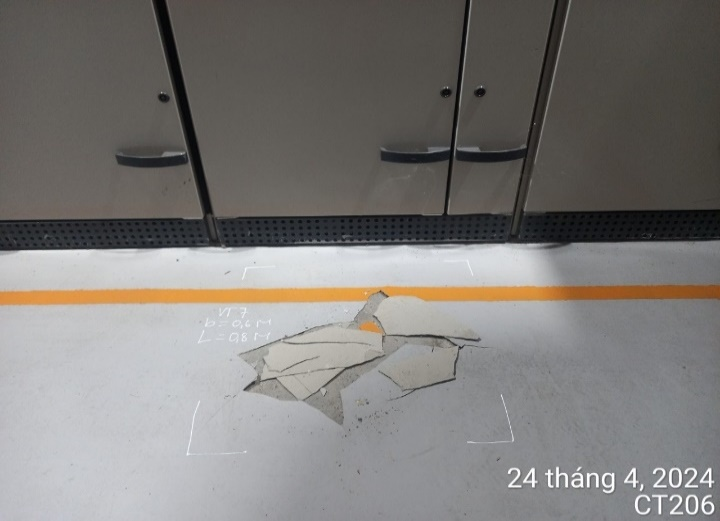 VT 7
b = 0,6 M
L = 0,8 M
24 tháng 4, 2024
CT206